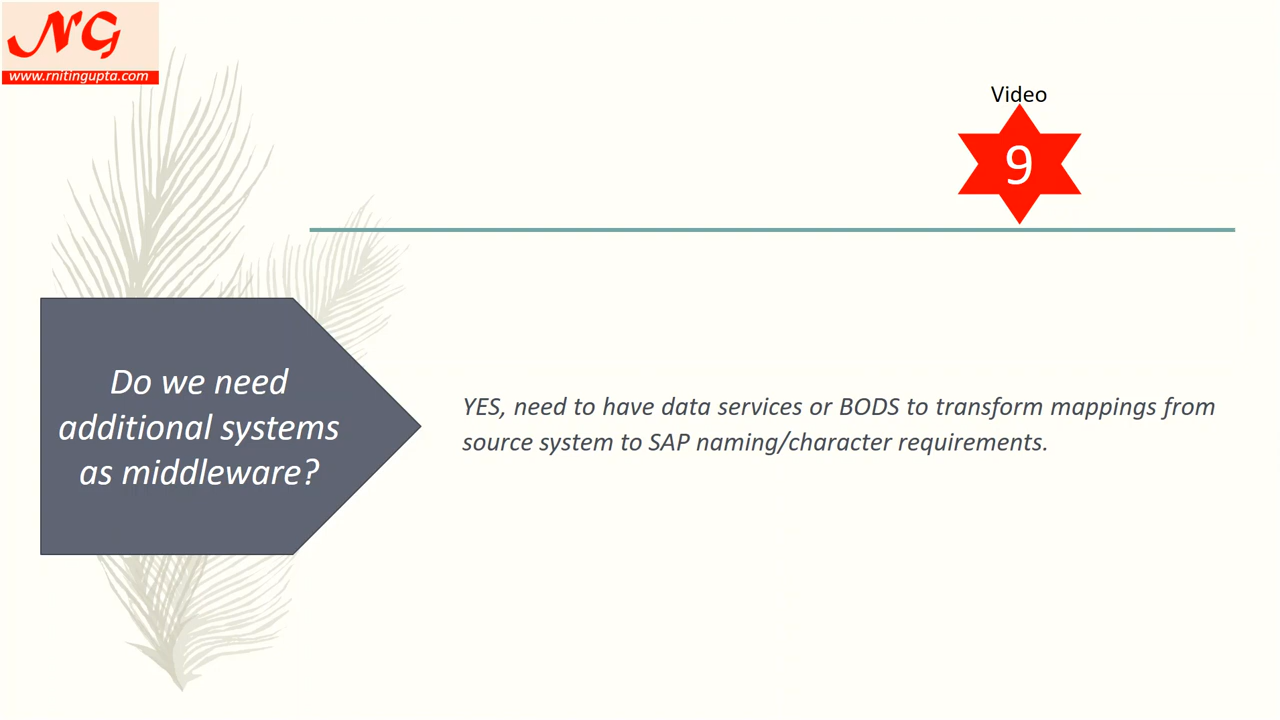 NG
www.rnitingupta.com
Video
9
Do we need
additional systems
as middleware?
YES, need to have data services or BODS to transform mappings from
source system to SAP naming/character requirements.